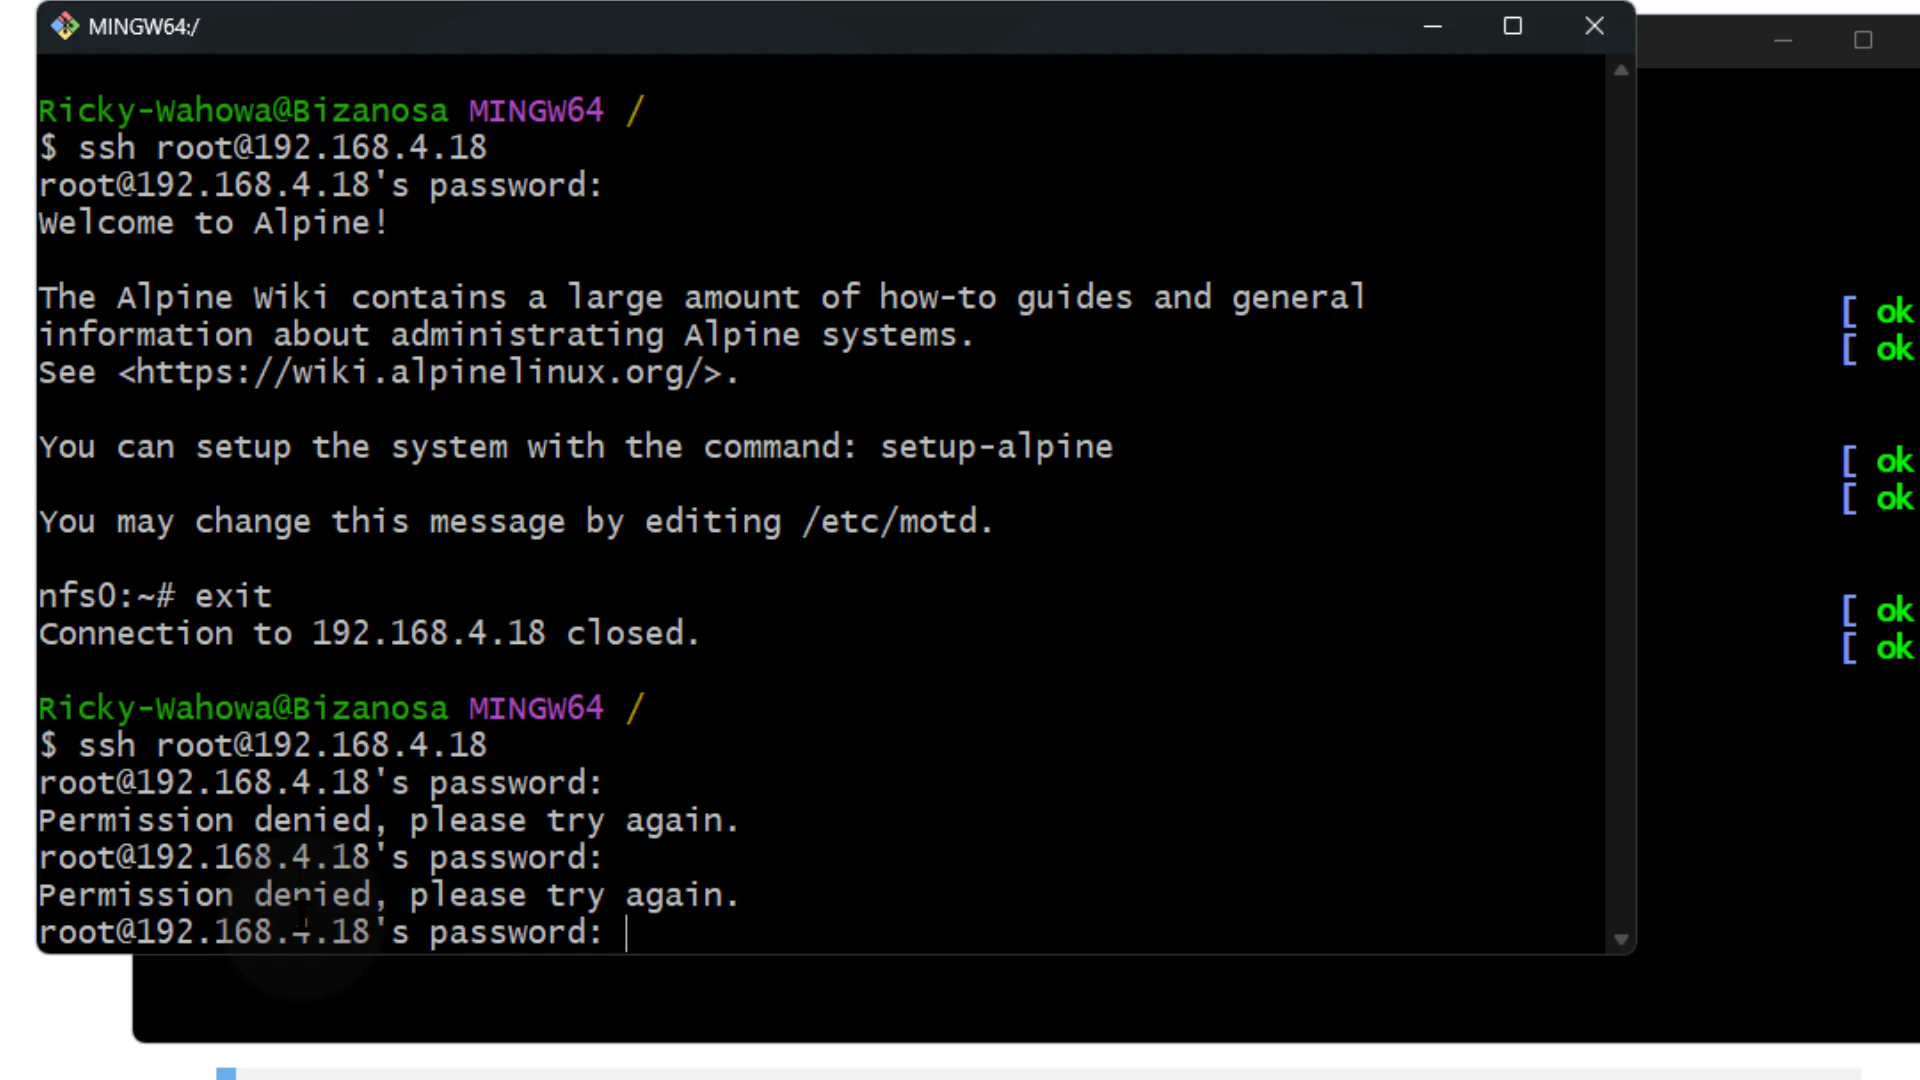 MINGW64:/
Ricky-Wahowa@Bizanosa MINGW64 /
$ ssh root@192.168.4.18
root@192.168.4.18's password:
Welcome to Alpine!
The Alpine Wiki contains a large amount of how-to guides and general
information about administrating Alpine systems.
See <https://wiki.alpinelinux.org/>.
You can setup the system with the command: setup-alpine
You may change this message by editing /etc/motd.
nfs0:~# exit
Connection to 192.168.4.18 closed.
Ricky-Wahowa@Bizanosa MINGW64 /
$ ssh root@192.168.4.18
root@192.168.4.18's password:
Permission denied, please try again.
root@192.168.4.18's password:
Permission denied, please try again.
root@192.168.4.18's password:
[ ok
[ ok
[ ok
[ ok
[ ok
[ ok